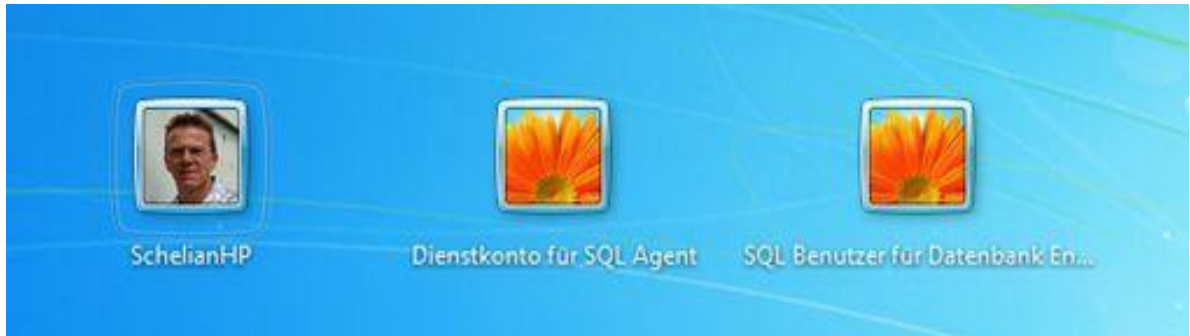 SchelianHP
Dienstkonto für SQL Agent
SQL Benutzer für Datenbank En...